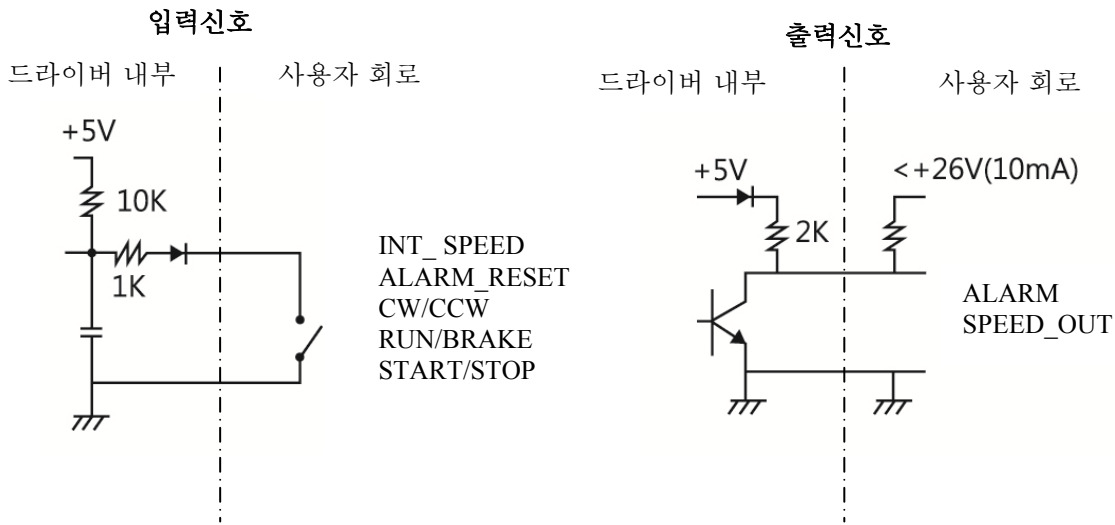 입력신호
드라이버 내부
사용자 회로
+5V
10K
1K
INT_ SPEED
ALARM_RESET
CW/CCW
RUN/BRAKE
START/STOP
출력신호
드라이버 내부
사용자 회로
+5V
<+26V(10mA)
2K
ALARM
SPEED_OUT